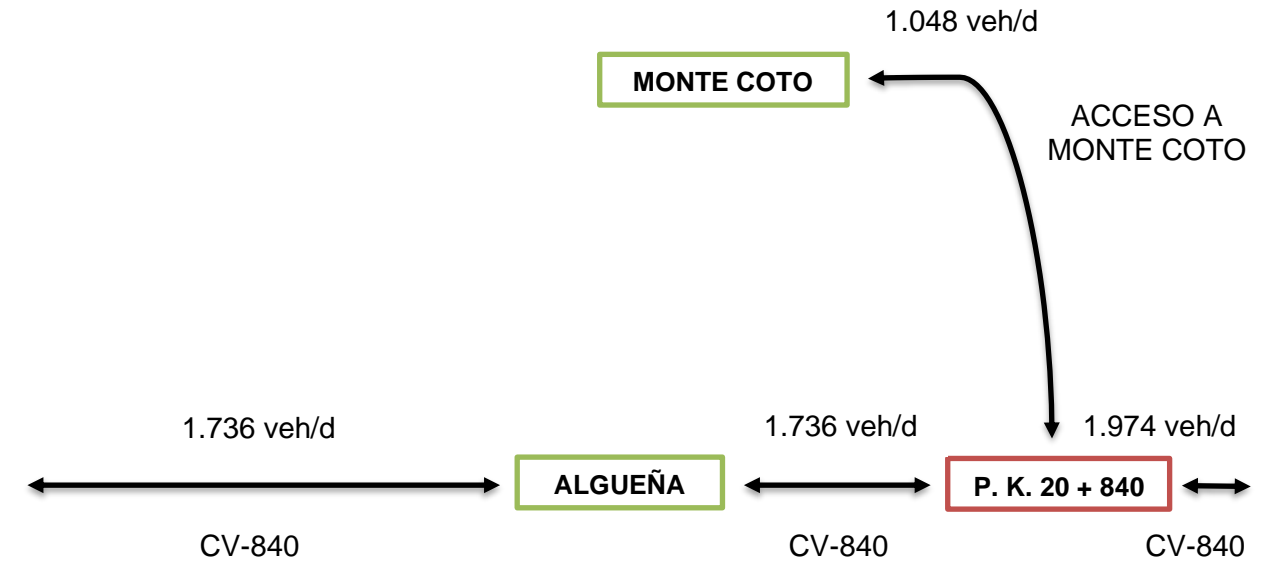 1.048 veh/d
MONTE COTO
ACCESO A
MONTE COTO
1.736 veh/d
1.736 veh/d
1.974 veh/d
ALGUEÑA
P. K. 20 + 840
CV-840
CV-840
CV-840